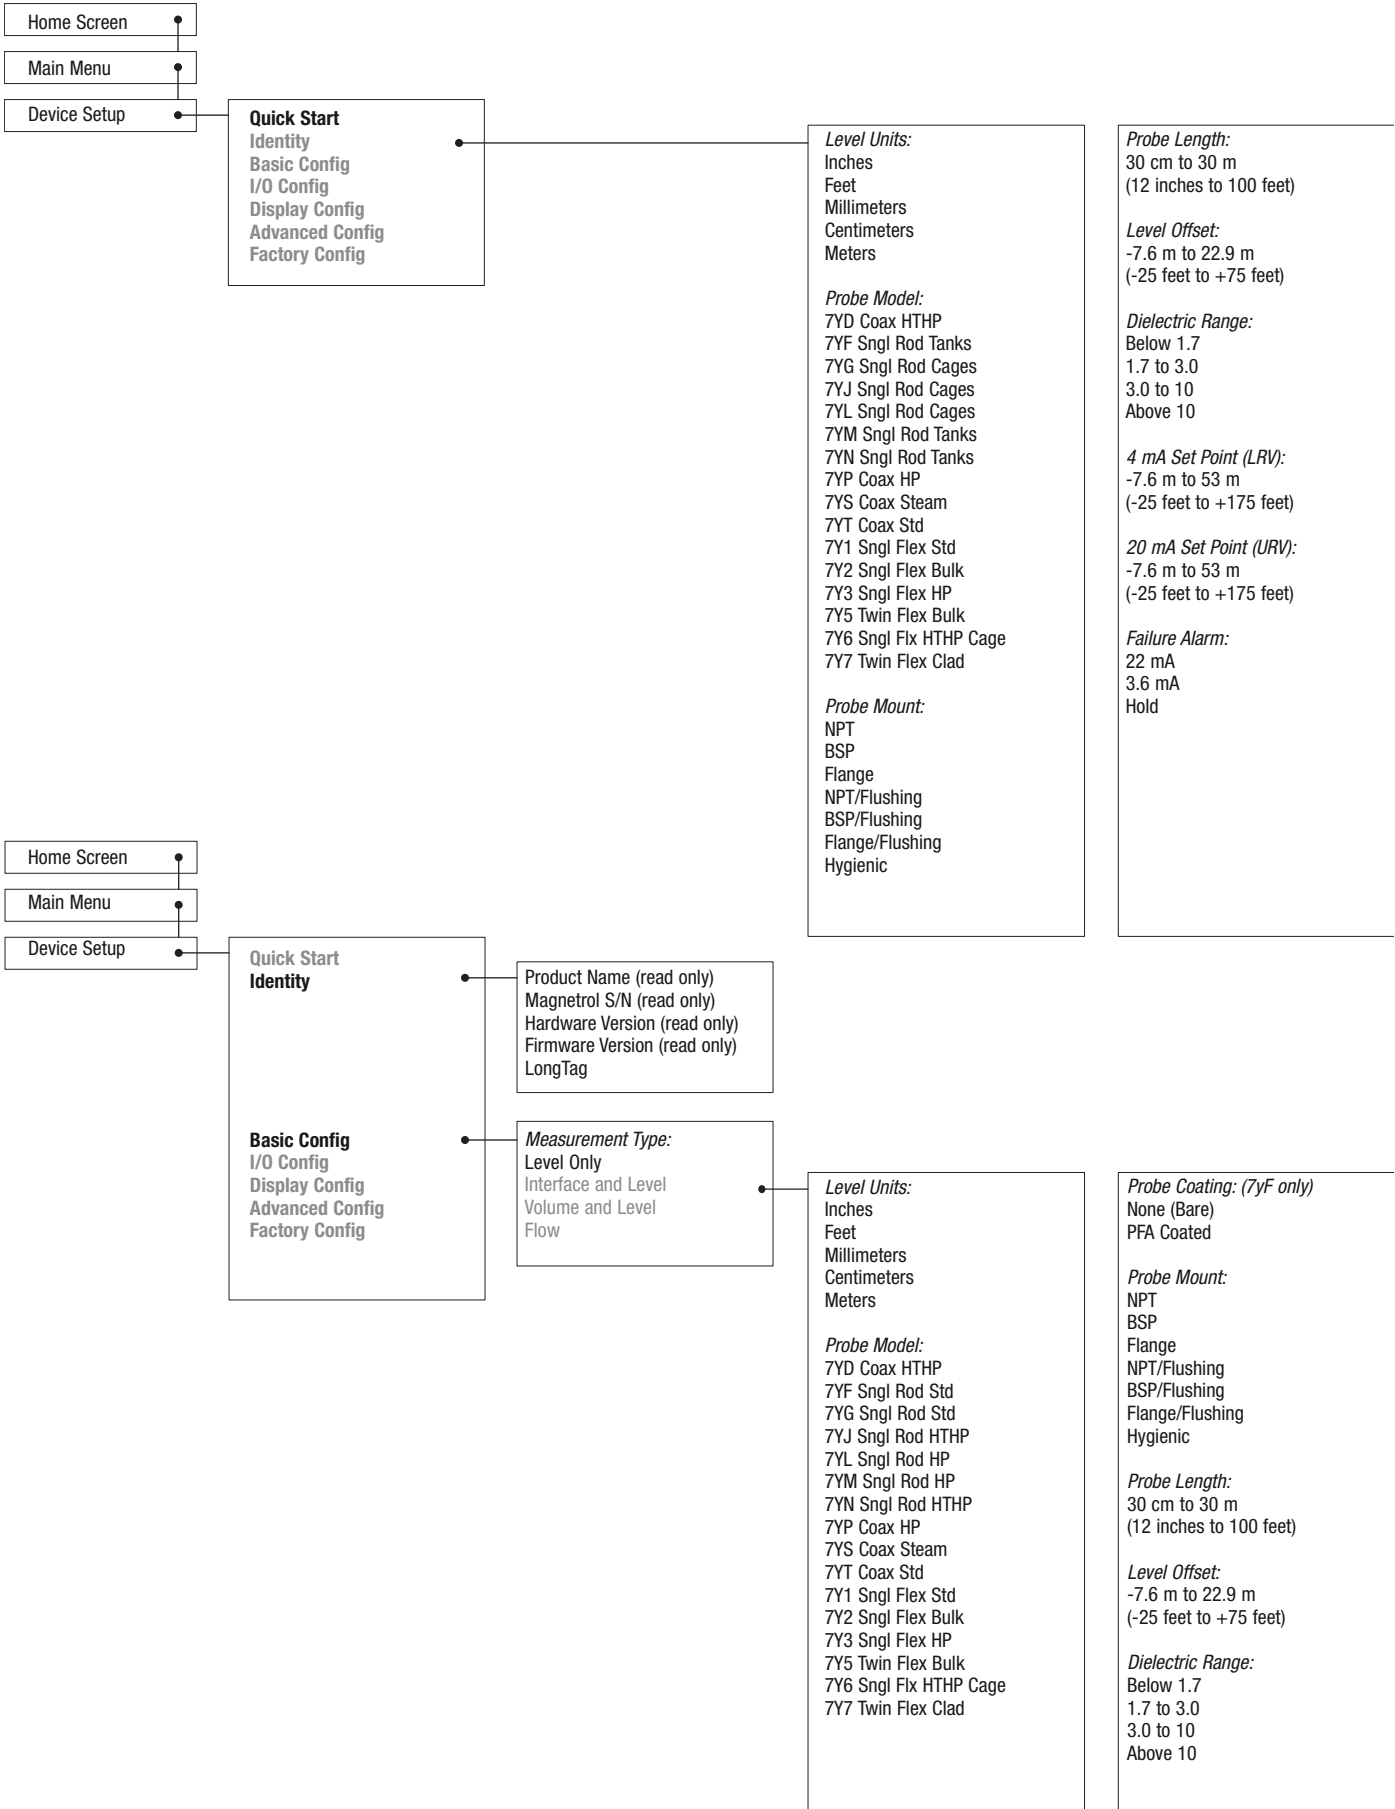 Home Screen
Main Menu
Device Setup
Quick Start
Identity
Basic Config
I/O Config
Display Config
Advanced Config
Factory Config
Level Units:
Inches
Feet
Millimeters
Centimeters
Meters
Probe Model:
7YD Coax HTHP
7YF Sngl Rod Tanks
7YG Sngl Rod Cages
7YJ Sngl Rod Cages
7YL Sngl Rod Cages
7YM Sngl Rod Tanks
7YN Sngl Rod Tanks
7YP Coax HP
7YS Coax Steam
7YT Coax Std
7Y1 Sngl Flex Std
7Y2 Sngl Flex Bulk
7Y3 Sngl Flex HP
7Y5 Twin Flex Bulk
7Y6 Sngl Flx HTHP Cage
7Y7 Twin Flex Clad
Probe Mount:
NPT
BSP
Flange
NPT/Flushing
BSP/Flushing
Flange/Flushing
Hygienic
Probe Length:
30 cm to 30 m
(12 inches to 100 feet)
Level Offset:
-7.6 m to 22.9 m
(-25 feet to +75 feet)
Dielectric Range:
Below 1.7
1.7 to 3.0
3.0 to 10
Above 10
4 mA Set Point (LRV):
-7.6 m to 53 m
(-25 feet to +175 feet)
20 mA Set Point (URV):
-7.6 m to 53 m
(-25 feet to +175 feet)
Failure Alarm:
22 mA
3.6 mA
Hold
Home Screen
Main Menu
Device Setup
Quick Start
Identity
Product Name (read only)
Magnetrol S/N (read only)
Hardware Version (read only)
Firmware Version (read only)
LongTag
Basic Config
I/O Config
Display Config
Advanced Config
Factory Config
Measurement Type:
Level Only
Interface and Level
Volume and Level
Flow
Level Units:
Inches
Feet
Millimeters
Centimeters
Meters
Probe Model:
7YD Coax HTHP
7YF Sngl Rod Std
7YG Sngl Rod Std
7YJ Sngl Rod HTHP
7YL Sngl Rod HP
7YM Sngl Rod HP
7YN Sngl Rod HTHP
7YP Coax HP
7YS Coax Steam
7YT Coax Std
7Y1 Sngl Flex Std
7Y2 Sngl Flex Bulk
7Y3 Sngl Flex HP
7Y5 Twin Flex Bulk
7Y6 Sngl Flx HTHP Cage
7Y7 Twin Flex Clad
Probe Coating: (7yF only)
None (Bare)
PFA Coated
Probe Mount:
NPT
BSP
Flange
NPT/Flushing
BSP/Flushing
Flange/Flushing
Hygienic
Probe Length:
30 cm to 30 m
(12 inches to 100 feet)
Level Offset:
-7.6 m to 22.9 m
(-25 feet to +75 feet)
Dielectric Range:
Below 1.7
1.7 to 3.0
3.0 to 10
Above 10